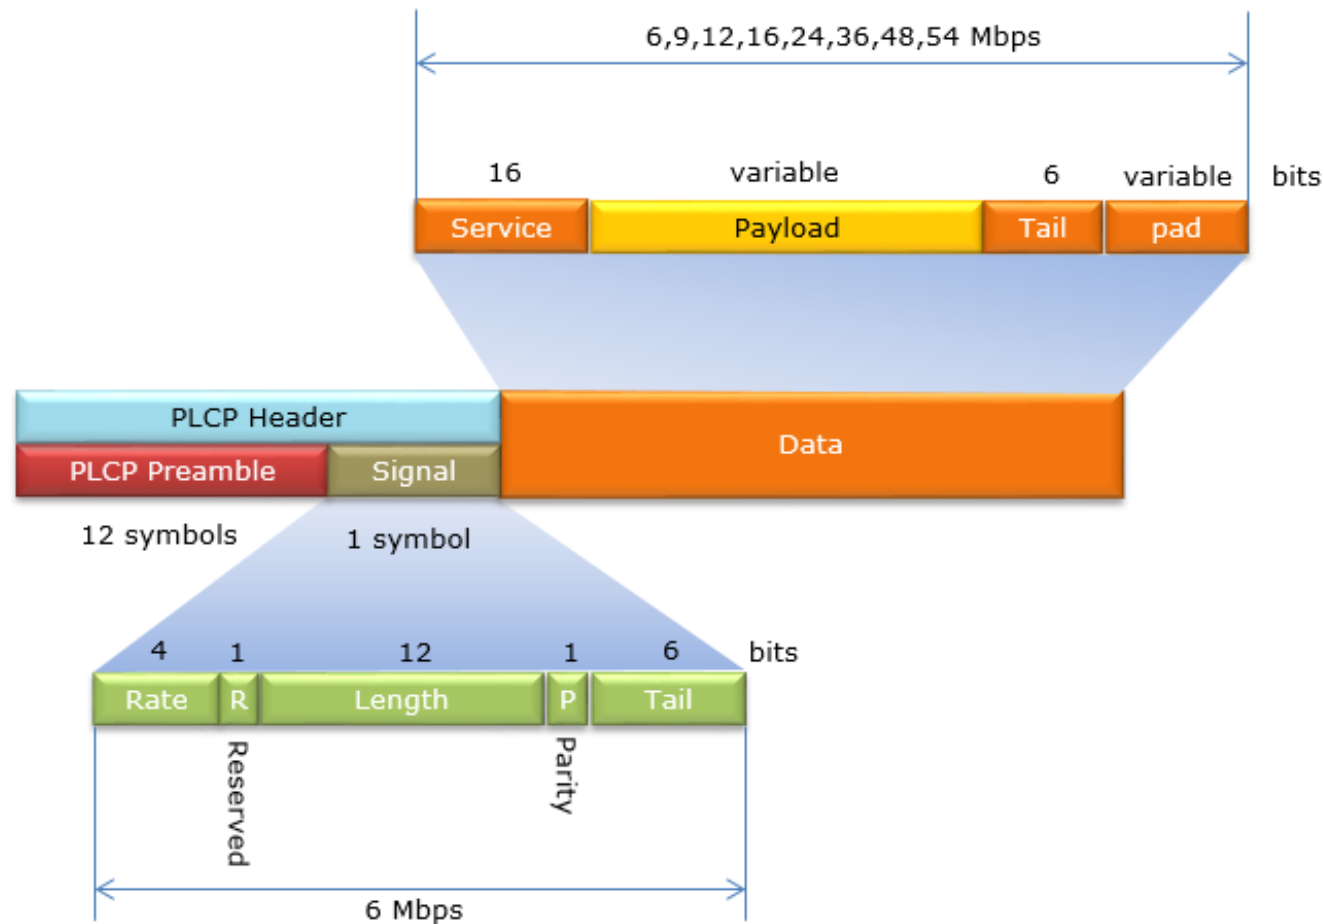 6,9,12,16,24,36,48,54 Mbps
16 variable 6 variable bits
Service Payload Tail pad
PLCP Header
Data
PLCP Preamble Signal
12 symbols 1 symbol
4 1 12 1 6 bits
Rate R Length P Tail
Reserved
Parity
6 Mbps